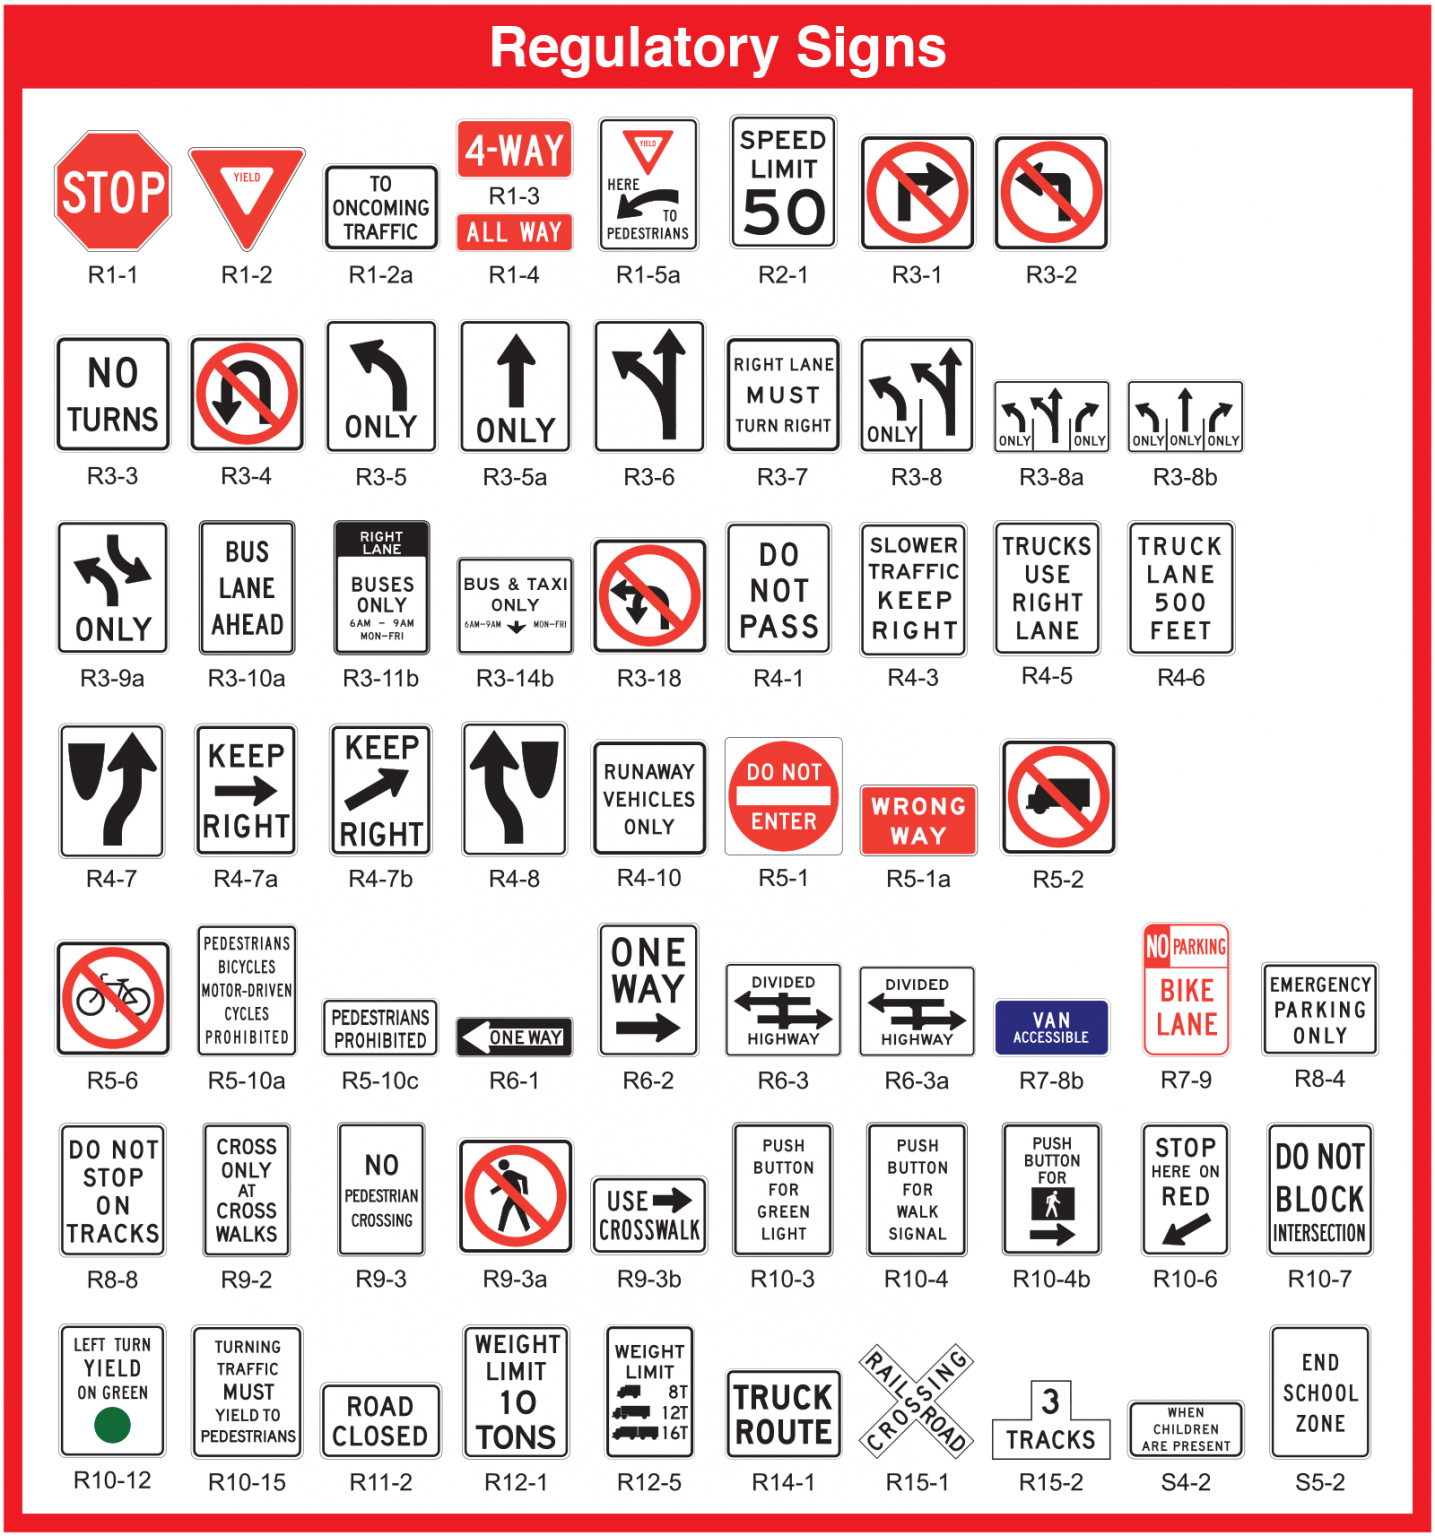 Regulatory Signs
STOP
R1-1
YIELD
R1-2
TO
ONCOMING
TRAFFIC
R1-2a
4-WAY
R1-3
ALL WAY
R1-4
YIELD
HERE
TO
PEDESTRIANS
R1-5a
SPEED
LIMIT
50
R2-1
R3-1
R3-2
NO
TURNS
R3-3
R3-4
ONLY
R3-5
ONLY
R3-5a
R3-6
RIGHT LANE
MUST
TURN RIGHT
R3-7
ONLY
R3-8
ONLY ONLY
R3-8a
ONLY ONLY ONLY
R3-8b
ONLY
R3-9a
BUS
LANE
AHEAD
R3-10a
RIGHT
LANE
BUSES
ONLY
6AM - 9AM
MON-FRI
R3-11b
BUS & TAXI
ONLY
6AM-9AM MON-FRI
R3-14b
R3-18
DO
NOT
PASS
R4-1
SLOWER
TRAFFIC
KEEP
RIGHT
R4-3
TRUCKS
USE
RIGHT
LANE
R4-5
TRUCK
LANE
500
FEET
R4-6
R4-7
KEEP
RIGHT
R4-7a
KEEP
RIGHT
R4-7b
R4-8
RUNAWAY
VEHICLES
ONLY
R4-10
DO NOT
ENTER
R5-1
WRONG
WAY
R5-1a
R5-2
R5-6
PEDESTRIANS
BICYCLES
MOTOR-DRIVEN
CYCLES
PROHIBITED
R5-10a
PEDESTRIANS
PROHIBITED
R5-10c
ONE WAY
R6-1
ONE
WAY
R6-2
DIVIDED
HIGHWAY
R6-3
DIVIDED
HIGHWAY
R6-3a
VAN
ACCESSIBLE
R7-8b
NO PARKING
BIKE
LANE
R7-9
EMERGENCY
PARKING
ONLY
R8-4
DO NOT
STOP
ON
TRACKS
R8-8
CROSS
ONLY
AT
CROSS
WALKS
R9-2
NO
PEDESTRIAN
CROSSING
R9-3
R9-3a
USE
CROSSWALK
R9-3b
PUSH
BUTTON
FOR
GREEN
LIGHT
R10-3
PUSH
BUTTON
FOR
WALK
SIGNAL
R10-4
PUSH
BUTTON
FOR
R10-4b
STOP
HERE ON
RED
R10-6
DO NOT
BLOCK
INTERSECTION
R10-7
LEFT TURN
YIELD
ON GREEN
R10-12
TURNING
TRAFFIC
MUST
YIELD TO
PEDESTRIANS
R10-15
ROAD
CLOSED
R11-2
WEIGHT
LIMIT
10
TONS
R12-1
WEIGHT
LIMIT
8T
12T
16T
R12-5
TRUCK
ROUTE
R14-1
RAILROAD
CROSSING
R15-1
3
TRACKS
R15-2
WHEN
CHILDREN
ARE PRESENT
S4-2
END
SCHOOL
ZONE
S5-2